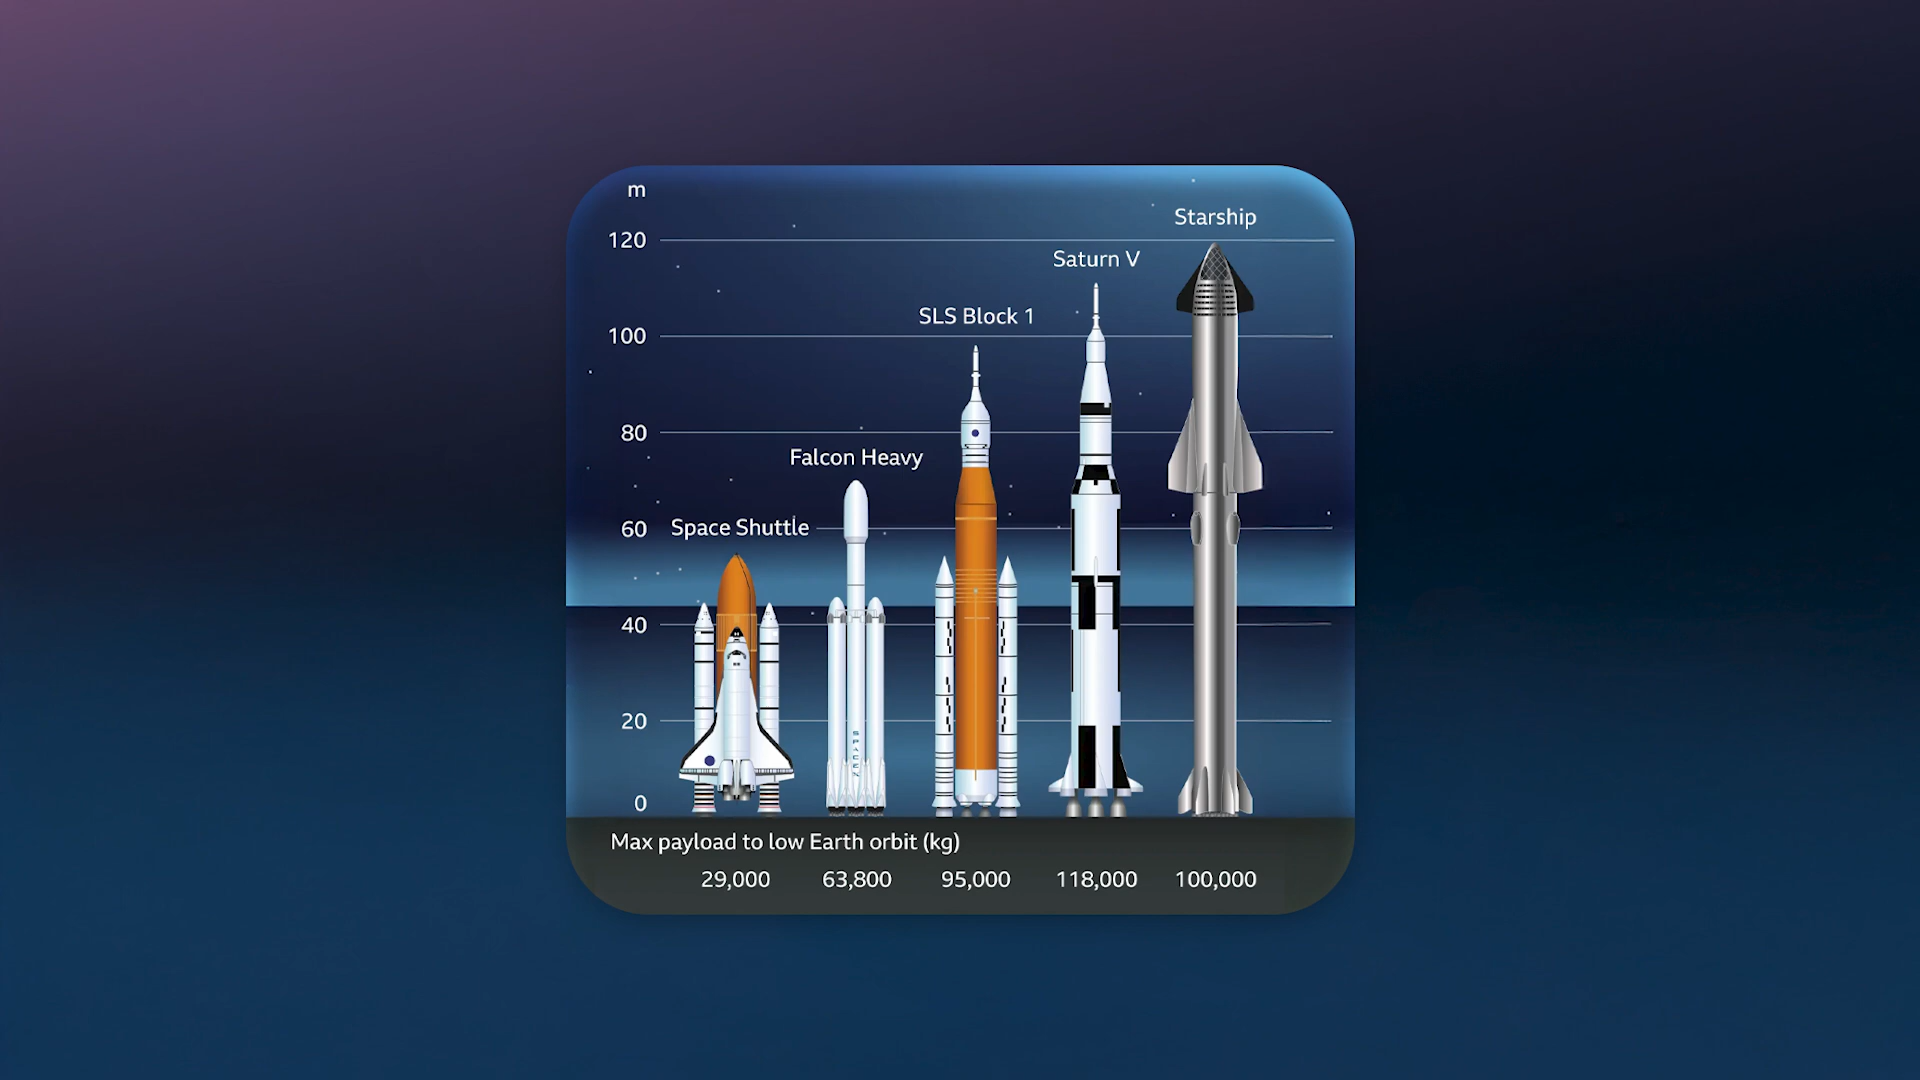 m
120
Starship
Saturn V
SLS Block 1
100
80
Falcon Heavy
60
Space Shuttle
40
20
SPACEX
0
Max payload to low Earth orbit (kg)
29,000 63,800 95,000 118,000 100,000